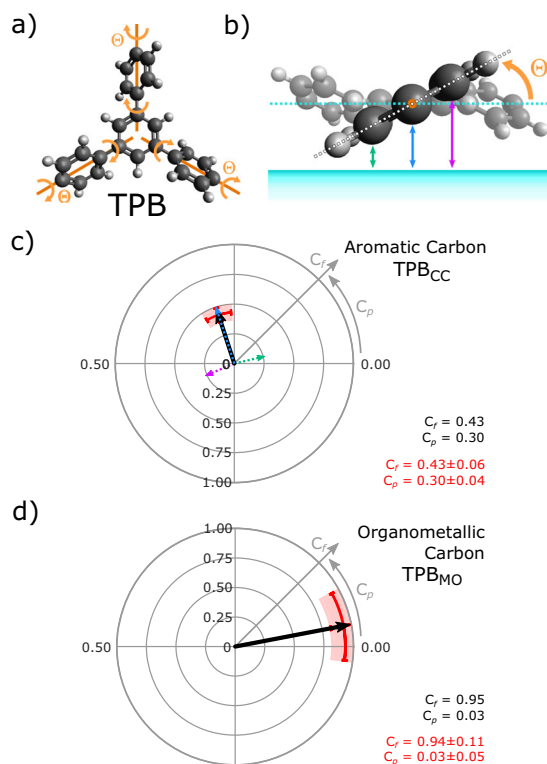 a)
Θ
Θ
Θ
TPB
b)
Θ
c)
Aromatic Carbon
TPBCC
Cf
Cp
0.50
0
0.00
0.25
0.50
0.75
1.00
Cf = 0.43
Cp = 0.30
Cf = 0.43±0.06
Cp = 0.30±0.04
d)
1.00
Organometallic
Carbon
TPBMO
Cf
Cp
0.75
0.50
0.25
0.50
0
0.00
Cf = 0.95
Cp = 0.03
Cf = 0.94±0.11
Cp = 0.03±0.05